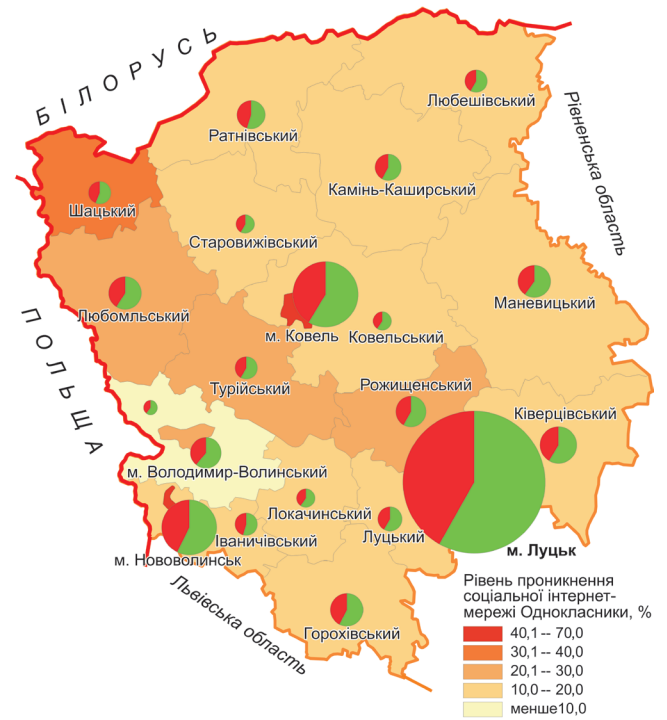 БІЛОРУСЬ
Любешівський
Рівненська область
Ратнівський
Камінь-Каширський
Шацький
Старовижівський
Маневицький
Любомльський
ПОЛЬЩА
м. Ковель
Ковельський
Турійський
Рожищенський
Ківерцівський
м. Володимир-Волинський
Локачинський
Луцький
Іваничівський
м. Луцьк
м. Нововолинськ
Львівська область
Горохівський
Рівень проникнення
соціальної інтернет-
мережі Однокласники, %
40,1 -- 70,0
30,1 -- 40,0
20,1 -- 30,0
10,0 -- 20,0
менше10,0